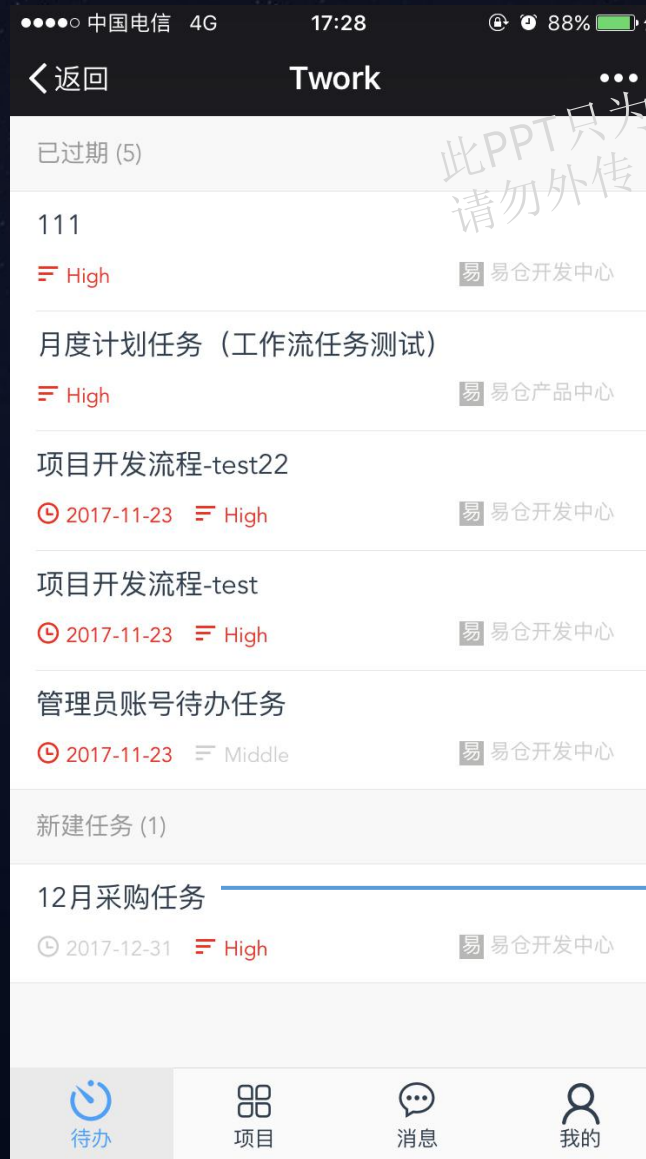 中国电信 4G 17:28 88%
返回 Twork
此PPT只为
请勿外传
已过期 (5)
111
High 易 易仓开发中心
月度计划任务（工作流任务测试）
High 易 易仓产品中心
项目开发流程-test22
2017-11-23 High 易 易仓开发中心
项目开发流程-test
2017-11-23 High 易 易仓开发中心
管理员账号待办任务
2017-11-23 Middle 易 易仓开发中心
新建任务 (1)
12月采购任务
2017-12-31 High 易 易仓开发中心
待办 项目 消息 我的